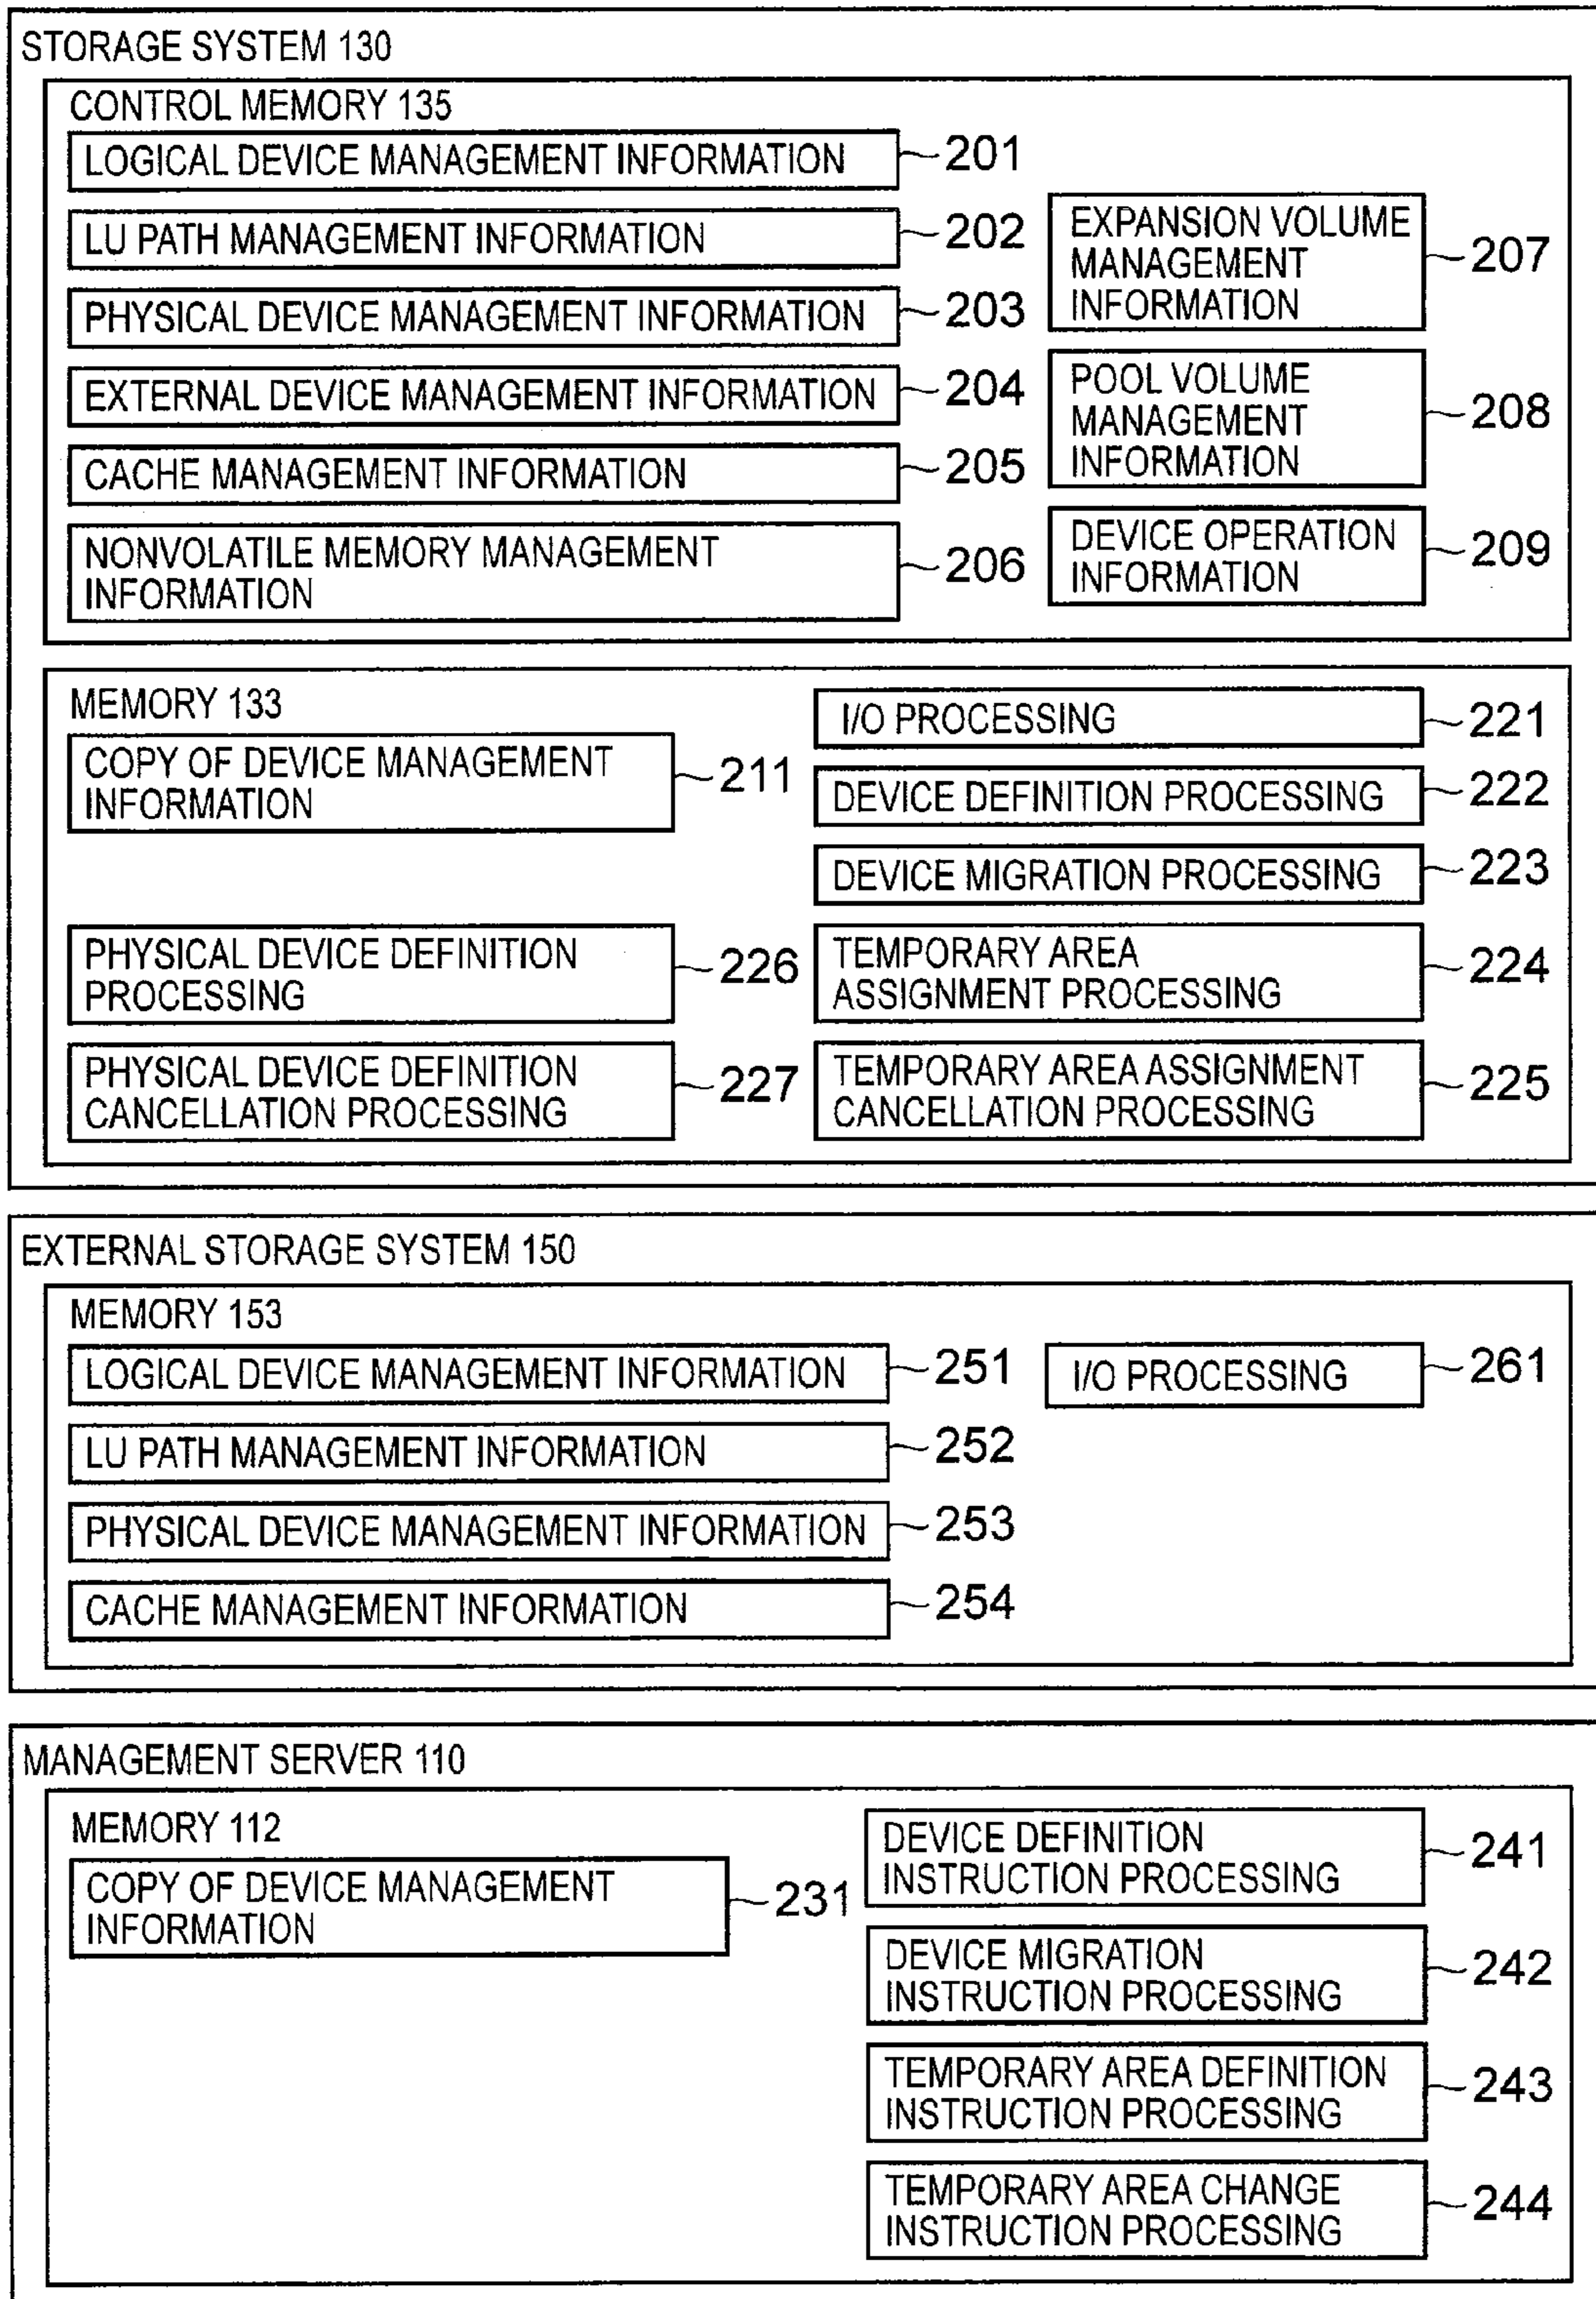 STORAGE SYSTEM 130
CONTROL MEMORY 135
LOGICAL DEVICE MANAGEMENT INFORMATION
201
LU PATH MANAGEMENT INFORMATION
202
PHYSICAL DEVICE MANAGEMENT INFORMATION
203
EXTERNAL DEVICE MANAGEMENT INFORMATION
204
CACHE MANAGEMENT INFORMATION
205
NONVOLATILE MEMORY MANAGEMENT
INFORMATION
206
EXPANSION VOLUME
MANAGEMENT
INFORMATION
207
POOL VOLUME
MANAGEMENT
INFORMATION
208
DEVICE OPERATION
INFORMATION
209
MEMORY 133
COPY OF DEVICE MANAGEMENT
INFORMATION
211
PHYSICAL DEVICE DEFINITION
PROCESSING
226
PHYSICAL DEVICE DEFINITION
CANCELLATION PROCESSING
227
I/O PROCESSING
221
DEVICE DEFINITION PROCESSING
222
DEVICE MIGRATION PROCESSING
223
TEMPORARY AREA
ASSIGNMENT PROCESSING
224
TEMPORARY AREA ASSIGNMENT
CANCELLATION PROCESSING
225
EXTERNAL STORAGE SYSTEM 150
MEMORY 153
LOGICAL DEVICE MANAGEMENT INFORMATION
251
LU PATH MANAGEMENT INFORMATION
252
PHYSICAL DEVICE MANAGEMENT INFORMATION
253
CACHE MANAGEMENT INFORMATION
254
I/O PROCESSING
261
MANAGEMENT SERVER 110
MEMORY 112
COPY OF DEVICE MANAGEMENT
INFORMATION
231
DEVICE DEFINITION
INSTRUCTION PROCESSING
241
DEVICE MIGRATION
INSTRUCTION PROCESSING
242
TEMPORARY AREA DEFINITION
INSTRUCTION PROCESSING
243
TEMPORARY AREA CHANGE
INSTRUCTION PROCESSING
244